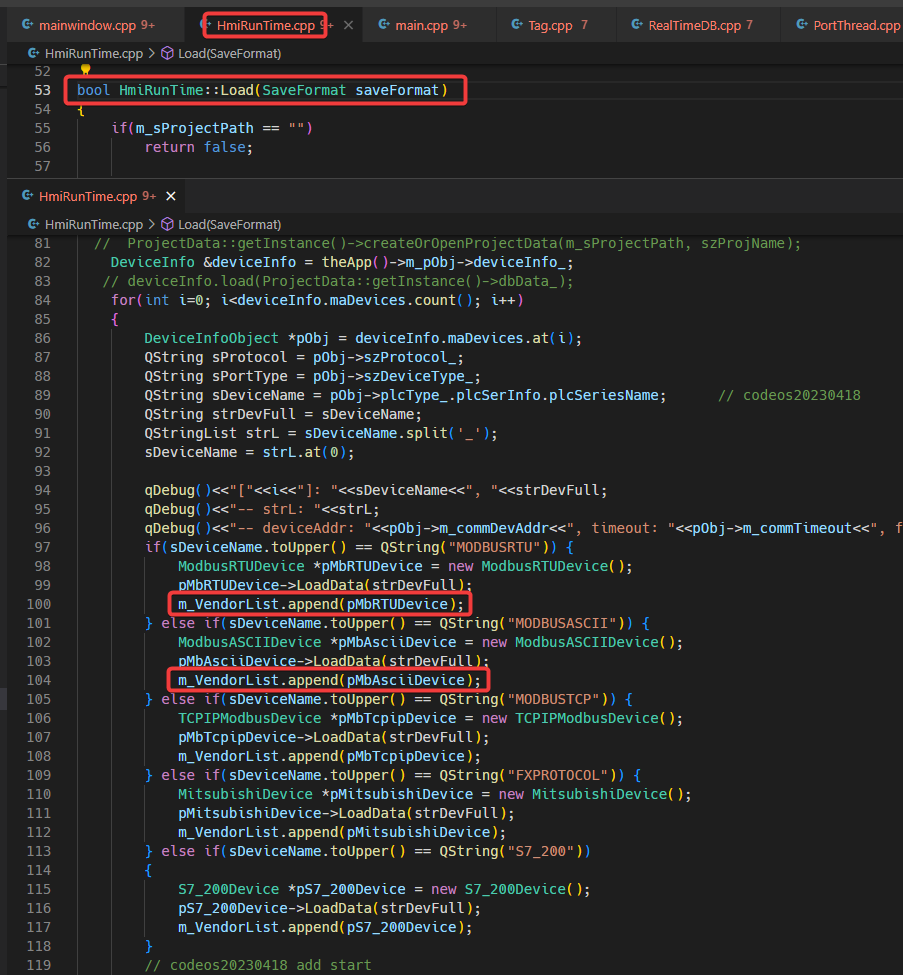 mainwindow.cpp 9+ HmiRunTime.cpp 9+ × main.cpp 9+ Tag.cpp 7 RealTimeDB.cpp 7 PortThread.cpp
HmiRunTime.cpp > Load(SaveFormat)
52
53 bool HmiRunTime::Load(SaveFormat saveFormat)
54 {
55 if(m_sProjectPath == "")
56 return false;
57
HmiRunTime.cpp 9+ ×
HmiRunTime.cpp > Load(SaveFormat)
81 // ProjectData::getInstance()->createOrOpenProjectData(m_sProjectPath, szProjName);
82 DeviceInfo &deviceInfo = theApp()->m_pObj->deviceInfo_;
83 // deviceInfo.load(ProjectData::getInstance()->dbData_);
84 for(int i=0; i<deviceInfo.maDevices.count(); i++)
85 {
86 DeviceInfoObject *pObj = deviceInfo.maDevices.at(i);
87 QString sProtocol = pObj->szProtocol_;
88 QString sPortType = pObj->szDeviceType_;
89 QString sDeviceName = pObj->plcType_.plcSerInfo.plcSeriesName; // codeos20230418
90 QString strDevFull = sDeviceName;
91 QStringList strL = sDeviceName.split('_');
92 sDeviceName = strL.at(0);
93
94 qDebug()<<"["<<i<<"]: "<<sDeviceName<<", "<<strDevFull;
95 qDebug()<<"-- strL: "<<strL;
96 qDebug()<<"-- deviceAddr: "<<pObj->m_commDevAddr<<", timeout: "<<pObj->m_commTimeout<<", f
97 if(sDeviceName.toUpper() == QString("MODBUSRTU")) {
98 ModbusRTUDevice *pMbRTUDevice = new ModbusRTUDevice();
99 pMbRTUDevice->LoadData(strDevFull);
100 m_VendorList.append(pMbRTUDevice);
101 } else if(sDeviceName.toUpper() == QString("MODBUSASCII")) {
102 ModbusASCIIDevice *pMbAsciiDevice = new ModbusASCIIDevice();
103 pMbAsciiDevice->LoadData(strDevFull);
104 m_VendorList.append(pMbAsciiDevice);
105 } else if(sDeviceName.toUpper() == QString("MODBUSTCP")) {
106 TCPIPModbusDevice *pMbTcpipDevice = new TCPIPModbusDevice();
107 pMbTcpipDevice->LoadData(strDevFull);
108 m_VendorList.append(pMbTcpipDevice);
109 } else if(sDeviceName.toUpper() == QString("FXPROTOCOL")) {
110 MitsubishiDevice *pMitsubishiDevice = new MitsubishiDevice();
111 pMitsubishiDevice->LoadData(strDevFull);
112 m_VendorList.append(pMitsubishiDevice);
113 } else if(sDeviceName.toUpper() == QString("S7_200"))
114 {
115 S7_200Device *pS7_200Device = new S7_200Device();
116 pS7_200Device->LoadData(strDevFull);
117 m_VendorList.append(pS7_200Device);
118 }
119 // codeos20230418 add start